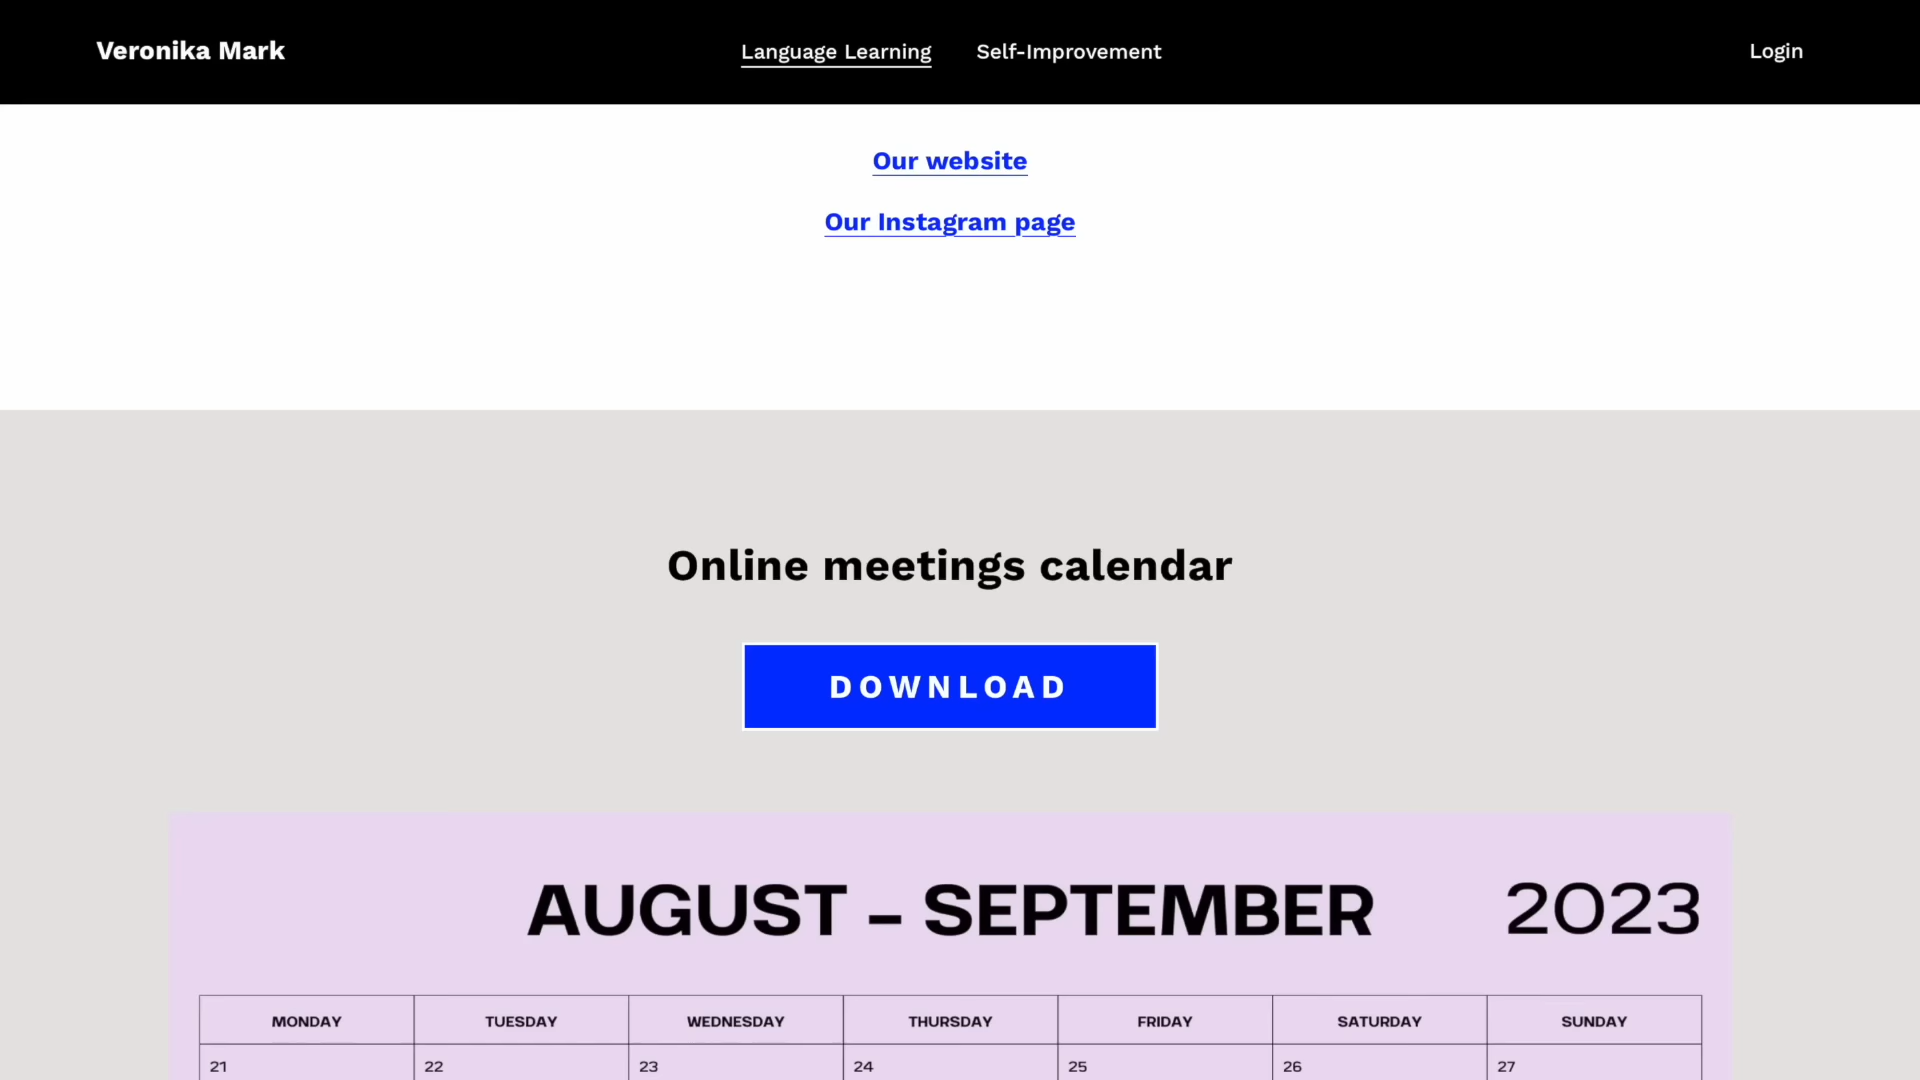 Veronika Mark
Language Learning Self-Improvement
Login
Our website
Our Instagram page
Online meetings calendar
DOWNLOAD
AUGUST – SEPTEMBER 2023
MONDAY TUESDAY WEDNESDAY THURSDAY FRIDAY SATURDAY SUNDAY
21 22 23 24 25 26 27